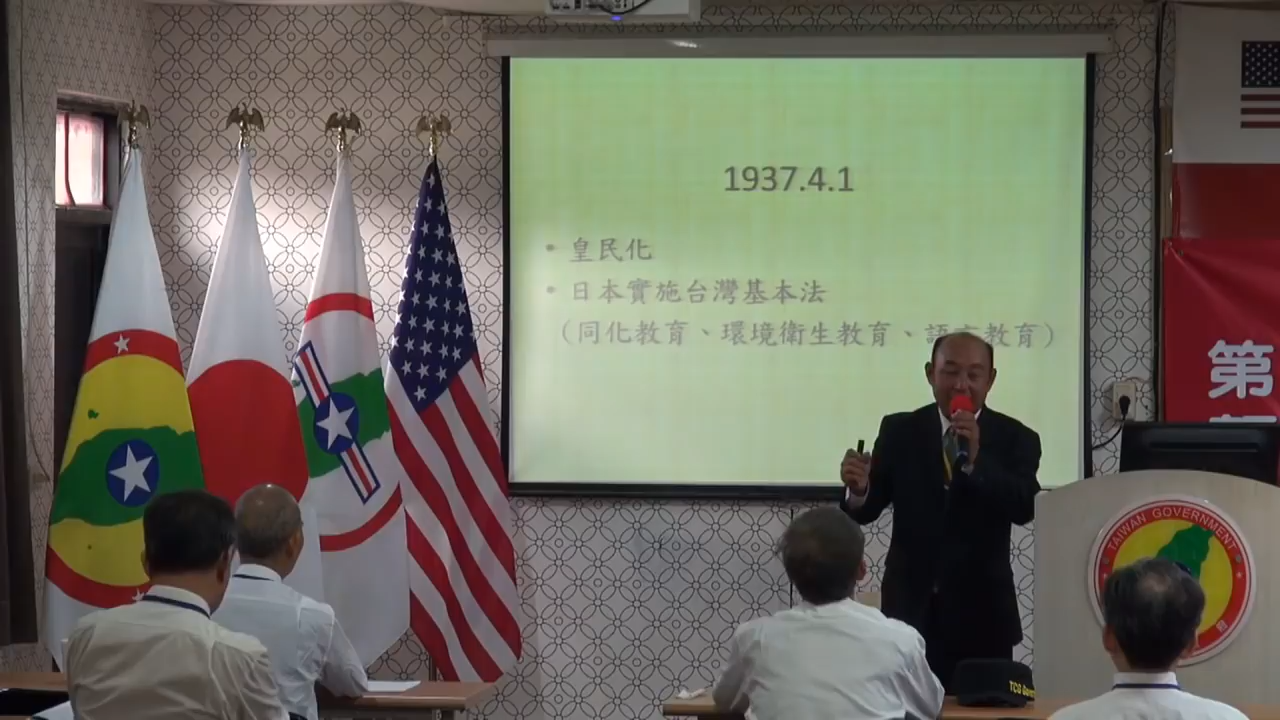 1937.4.1
• 皇民化
• 日本實施台灣基本法
（同化教育、環境衛生教育、語言教育）
第
TAIWAN GOVERNMENT
TCG